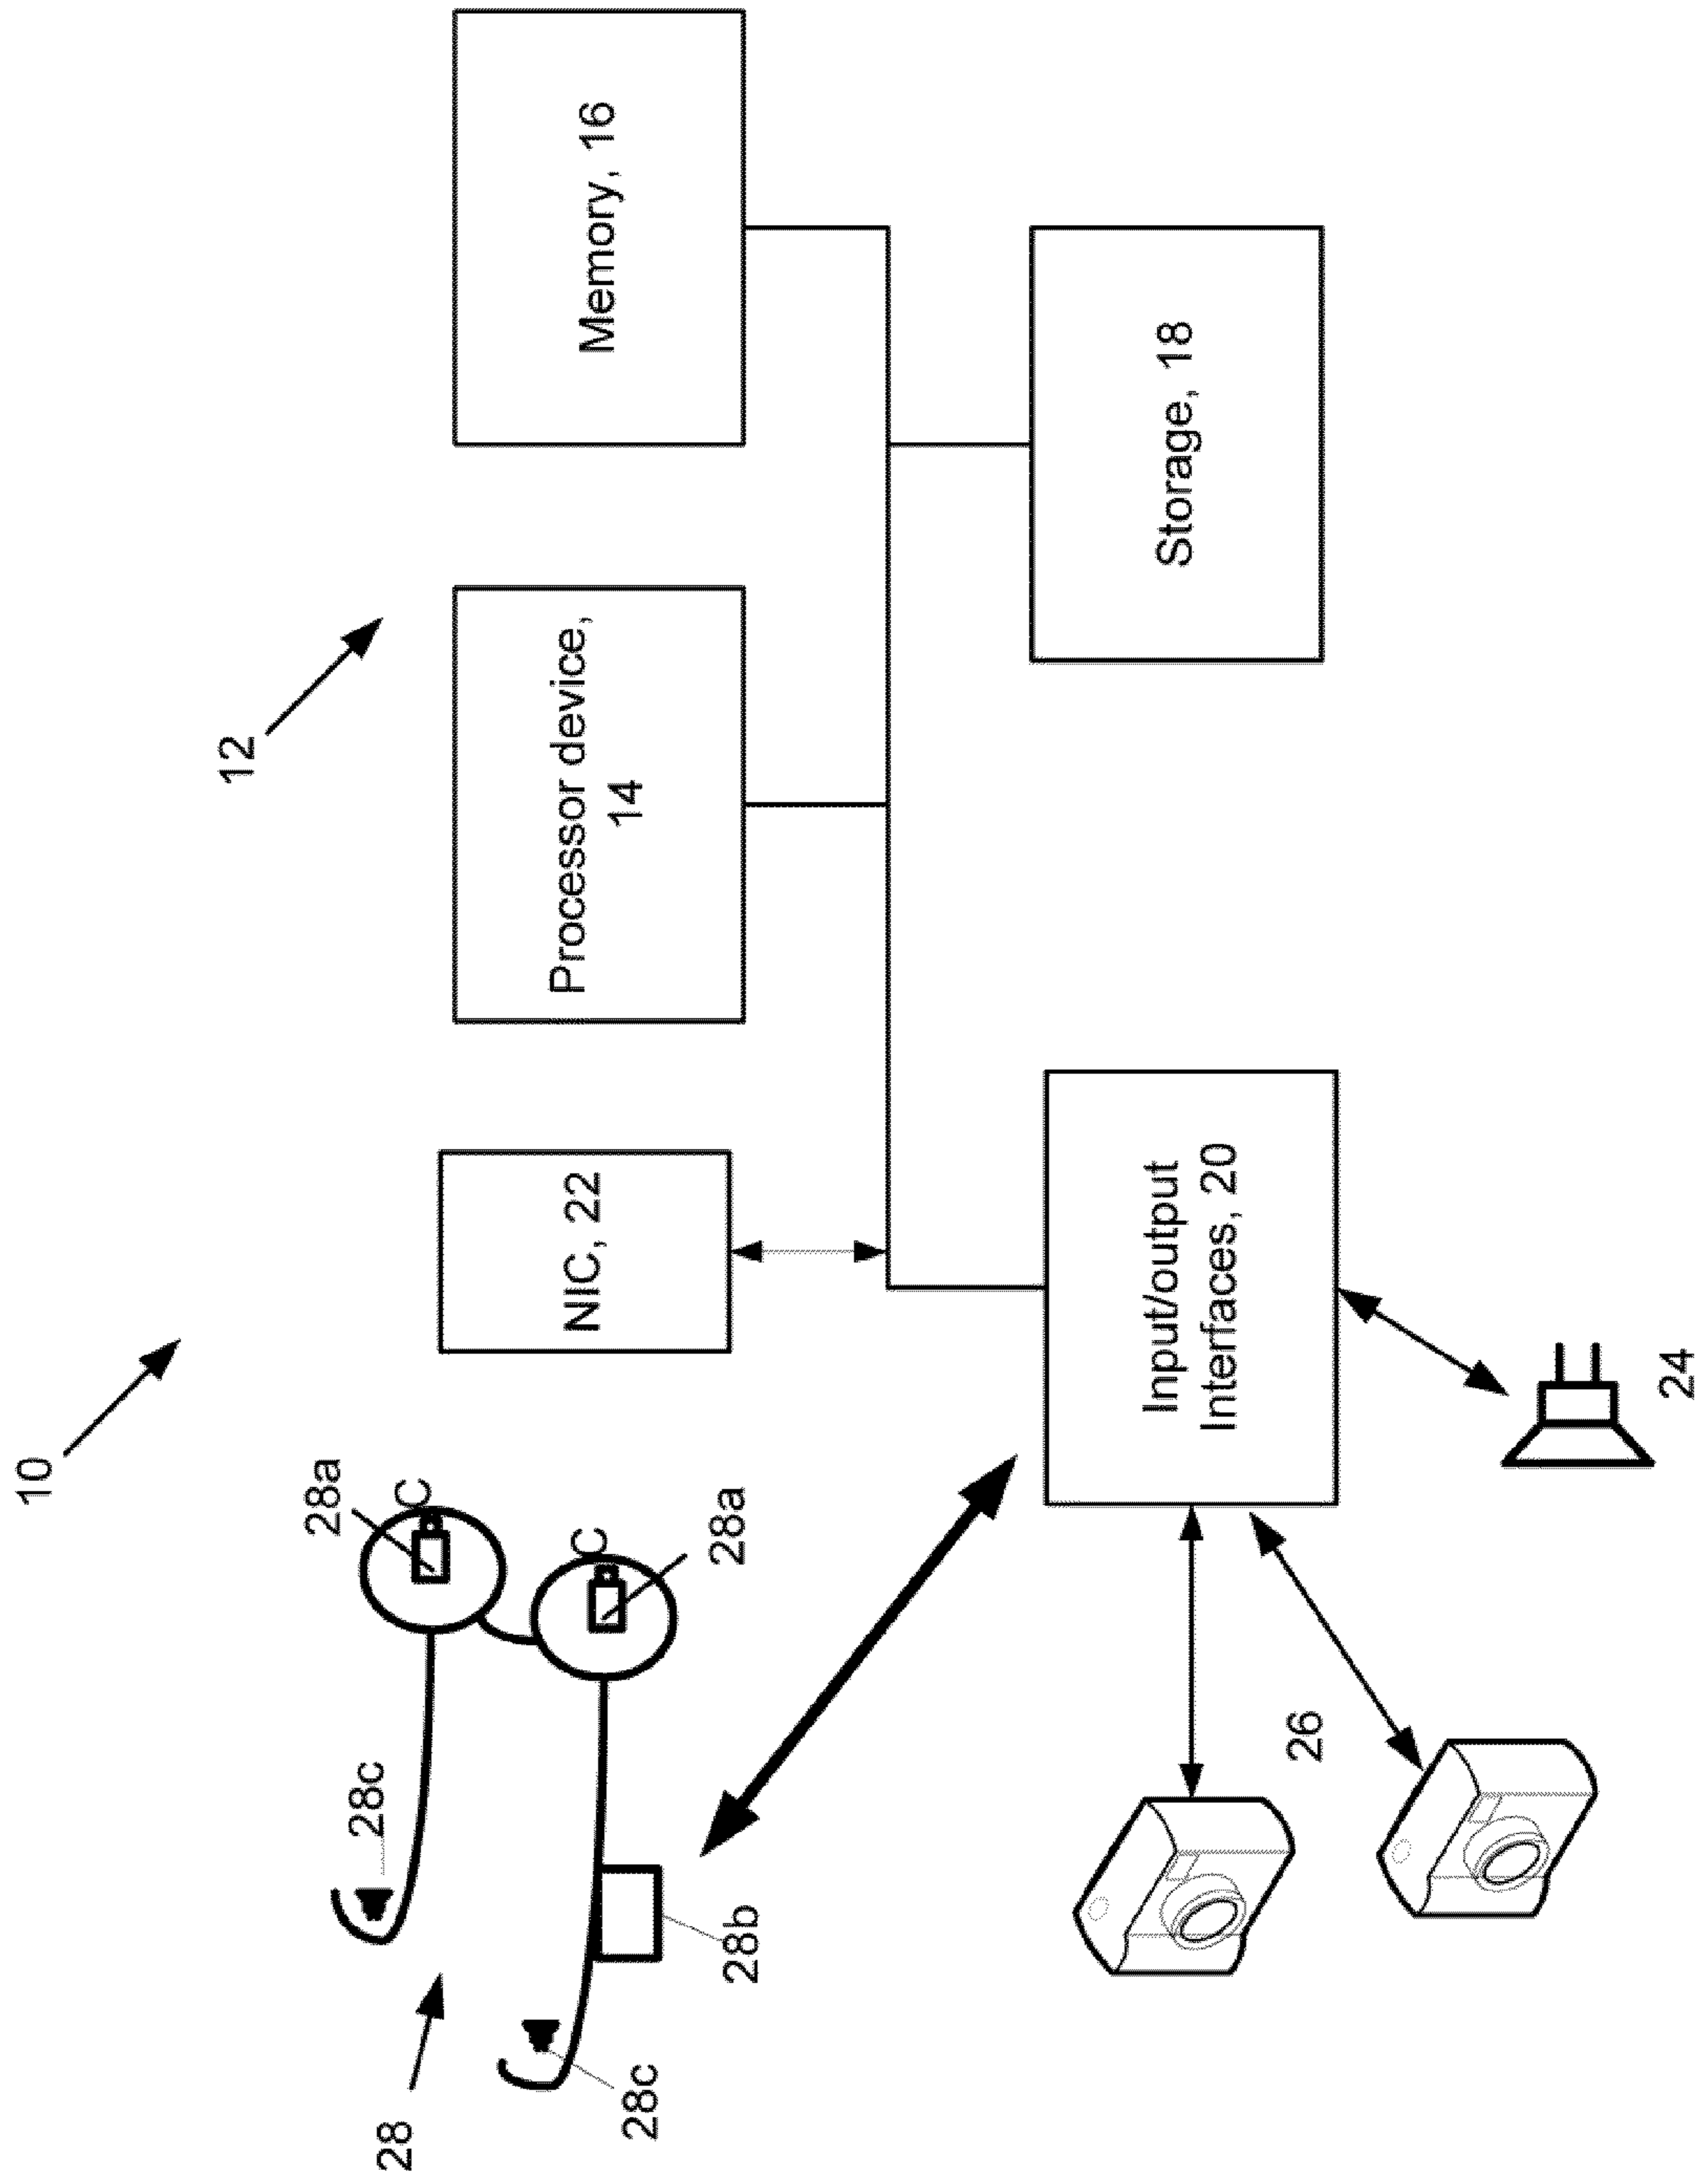 10
12
28
28c
28a
C
NIC, 22
Processor device,
14
Memory, 16
28c
28b
C
28a
26
Input/output
Interfaces, 20
Storage, 18
24